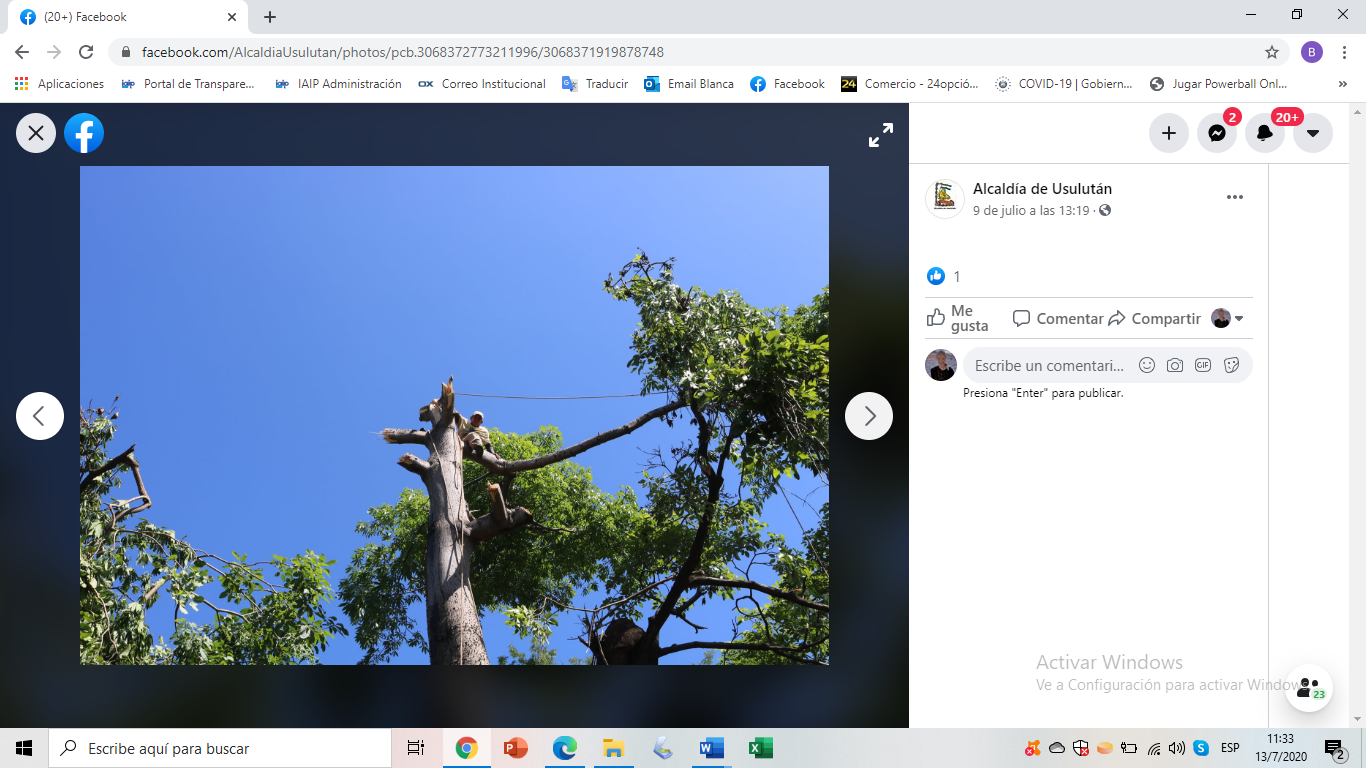 (20+) Facebook
facebook.com/AlcaldiaUsulutan/photos/pcb.3068372773211996/3068371919878748
B
Aplicaciones
Portal de Transpare...
IAIP Administración
Correo Institucional
Traducir
Email Blanca
Facebook
24
Comercio - 24opció...
COVID-19 | Gobiern...
Jugar Powerball Onl...
2
20+
Alcaldía de Usulután
9 de julio a las 13:19
1
Me gusta
Comentar
Compartir
Escribe un comentari...
GIF
Presiona "Enter" para publicar.
Activar Windows
Ve a Configuración para activar Window
23
Escribe aquí para buscar
ESP
11:33
13/7/2020
2